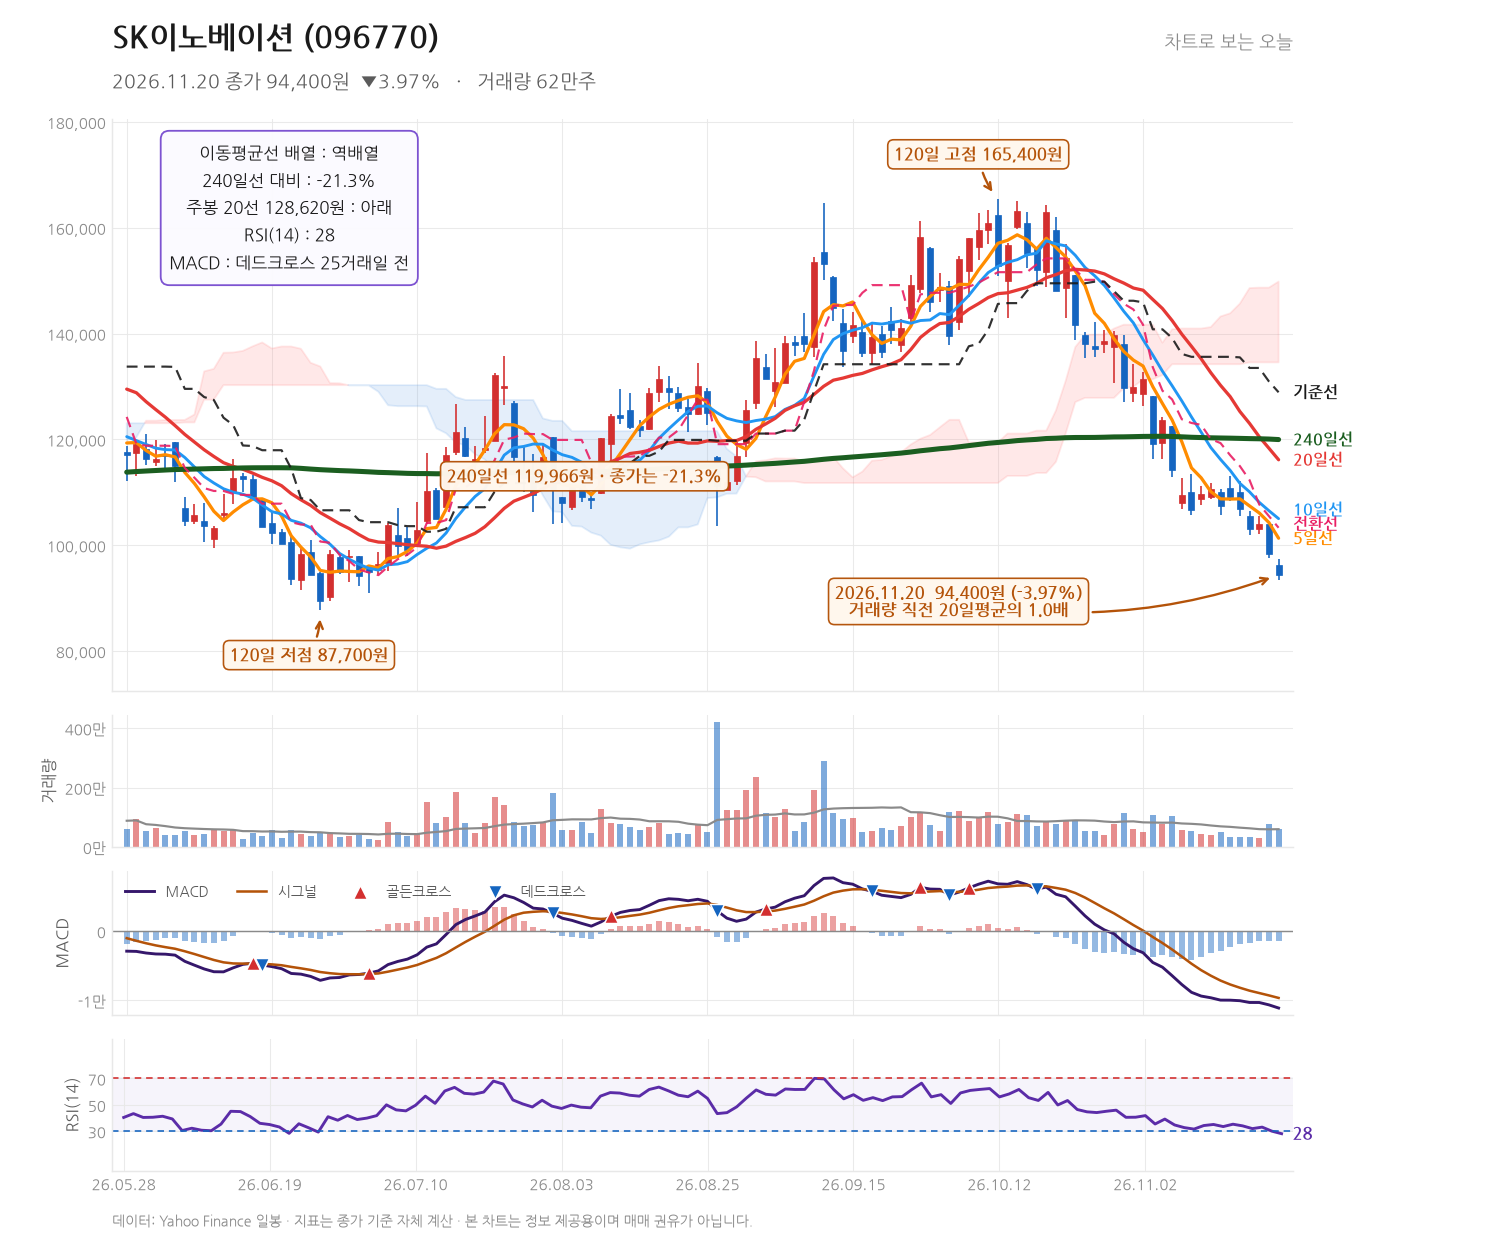 SK이노베이션 (096770)
차트로 보는 오늘
2026.11.20 종가 94,400원 ▼3.97% · 거래량 62만주
180,000
160,000
140,000
120,000
100,000
80,000
이동평균선 배열 : 역배열
240일선 대비 : -21.3%
주봉 20선 128,620원 : 아래
RSI(14) : 28
MACD : 데드크로스 25거래일 전
120일 고점 165,400원
240일선 119,966원 · 종가는 -21.3%
2026.11.20 94,400원 (-3.97%)
거래량 직전 20일평균의 1.0배
120일 저점 87,700원
기준선
240일선
20일선
10일선
전환선
5일선
거래량
400만
200만
0만
MACD
MACD
시그널
▲ 골든크로스
▼ 데드크로스
0
-1만
RSI(14)
70
50
30
28
26.05.28
26.06.19
26.07.10
26.08.03
26.08.25
26.09.15
26.10.12
26.11.02
데이터: Yahoo Finance 일봉 · 지표는 종가 기준 자체 계산 · 본 차트는 정보 제공용이며 매매 권유가 아닙니다.